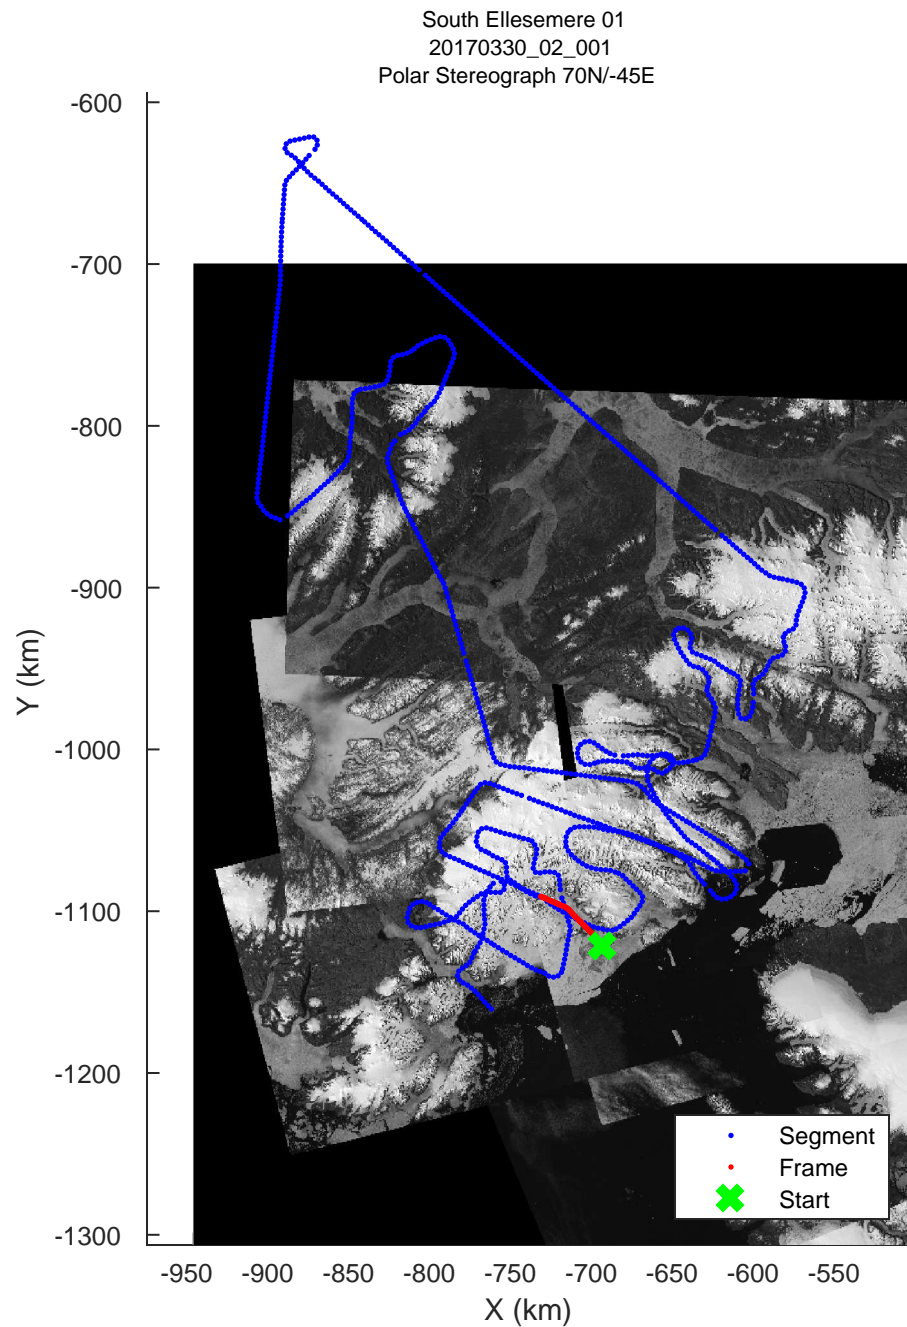 South Ellesemere 01
20170330_02_001
Polar Stereograph 70N/-45E
-600
-700
-800
-900
-1000
-1100
-1200
-1300
Y (km)
Segment
Frame
Start
-950 -900 -850 -800 -750 -700 -650 -600 -550
X (km)